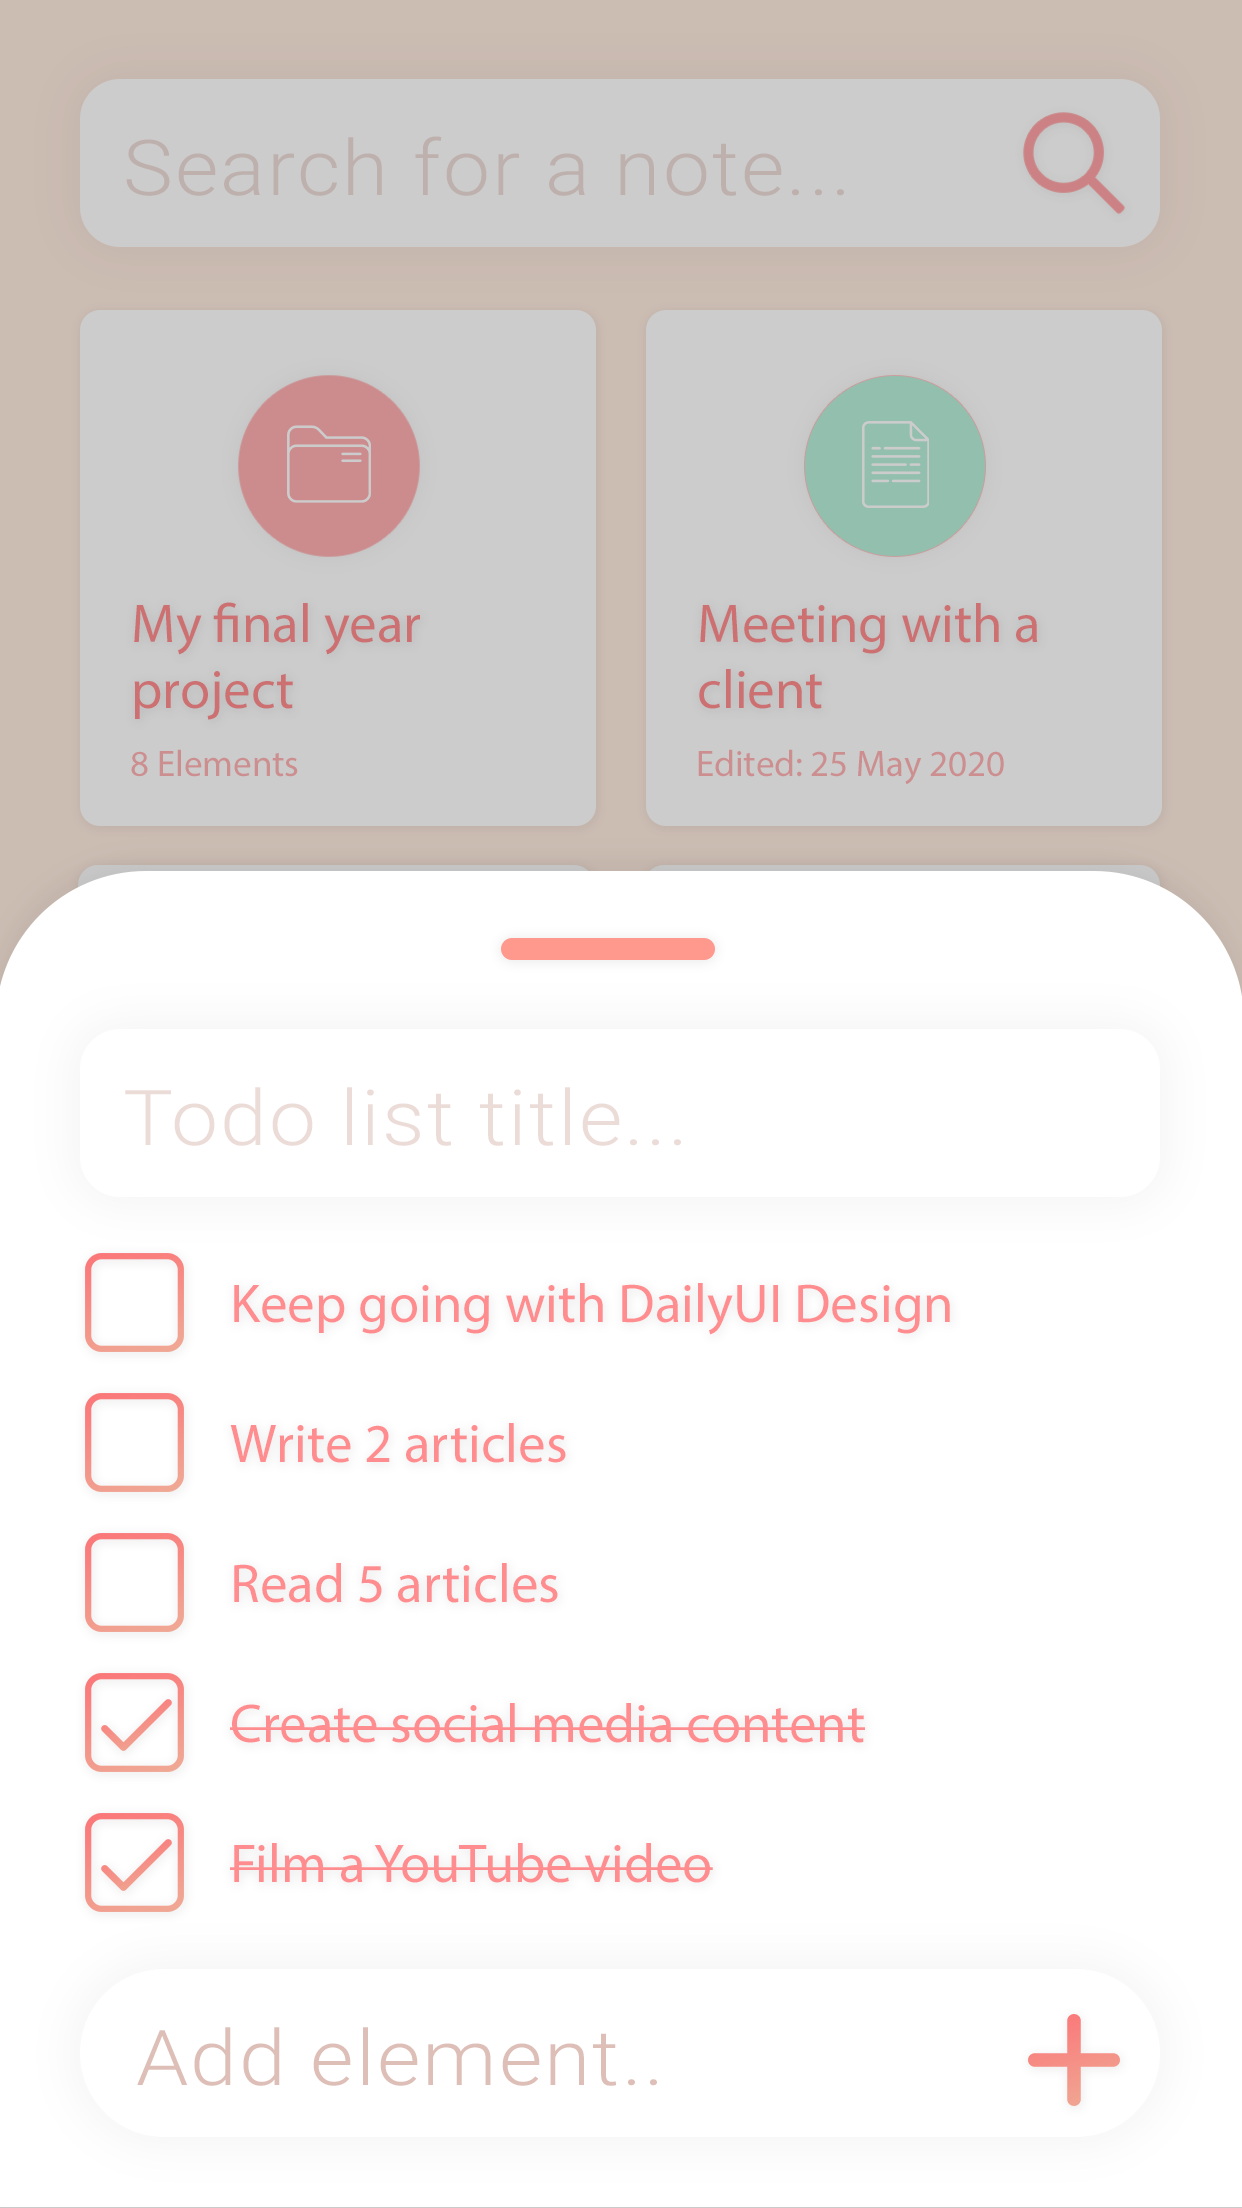 Search for a note...
My final year
project
8 Elements
Meeting with a
client
Edited: 25 May 2020
Todo list title...
Keep going with DailyUI Design
Write 2 articles
Read 5 articles
Create social media content
Film a YouTube video
Add element..